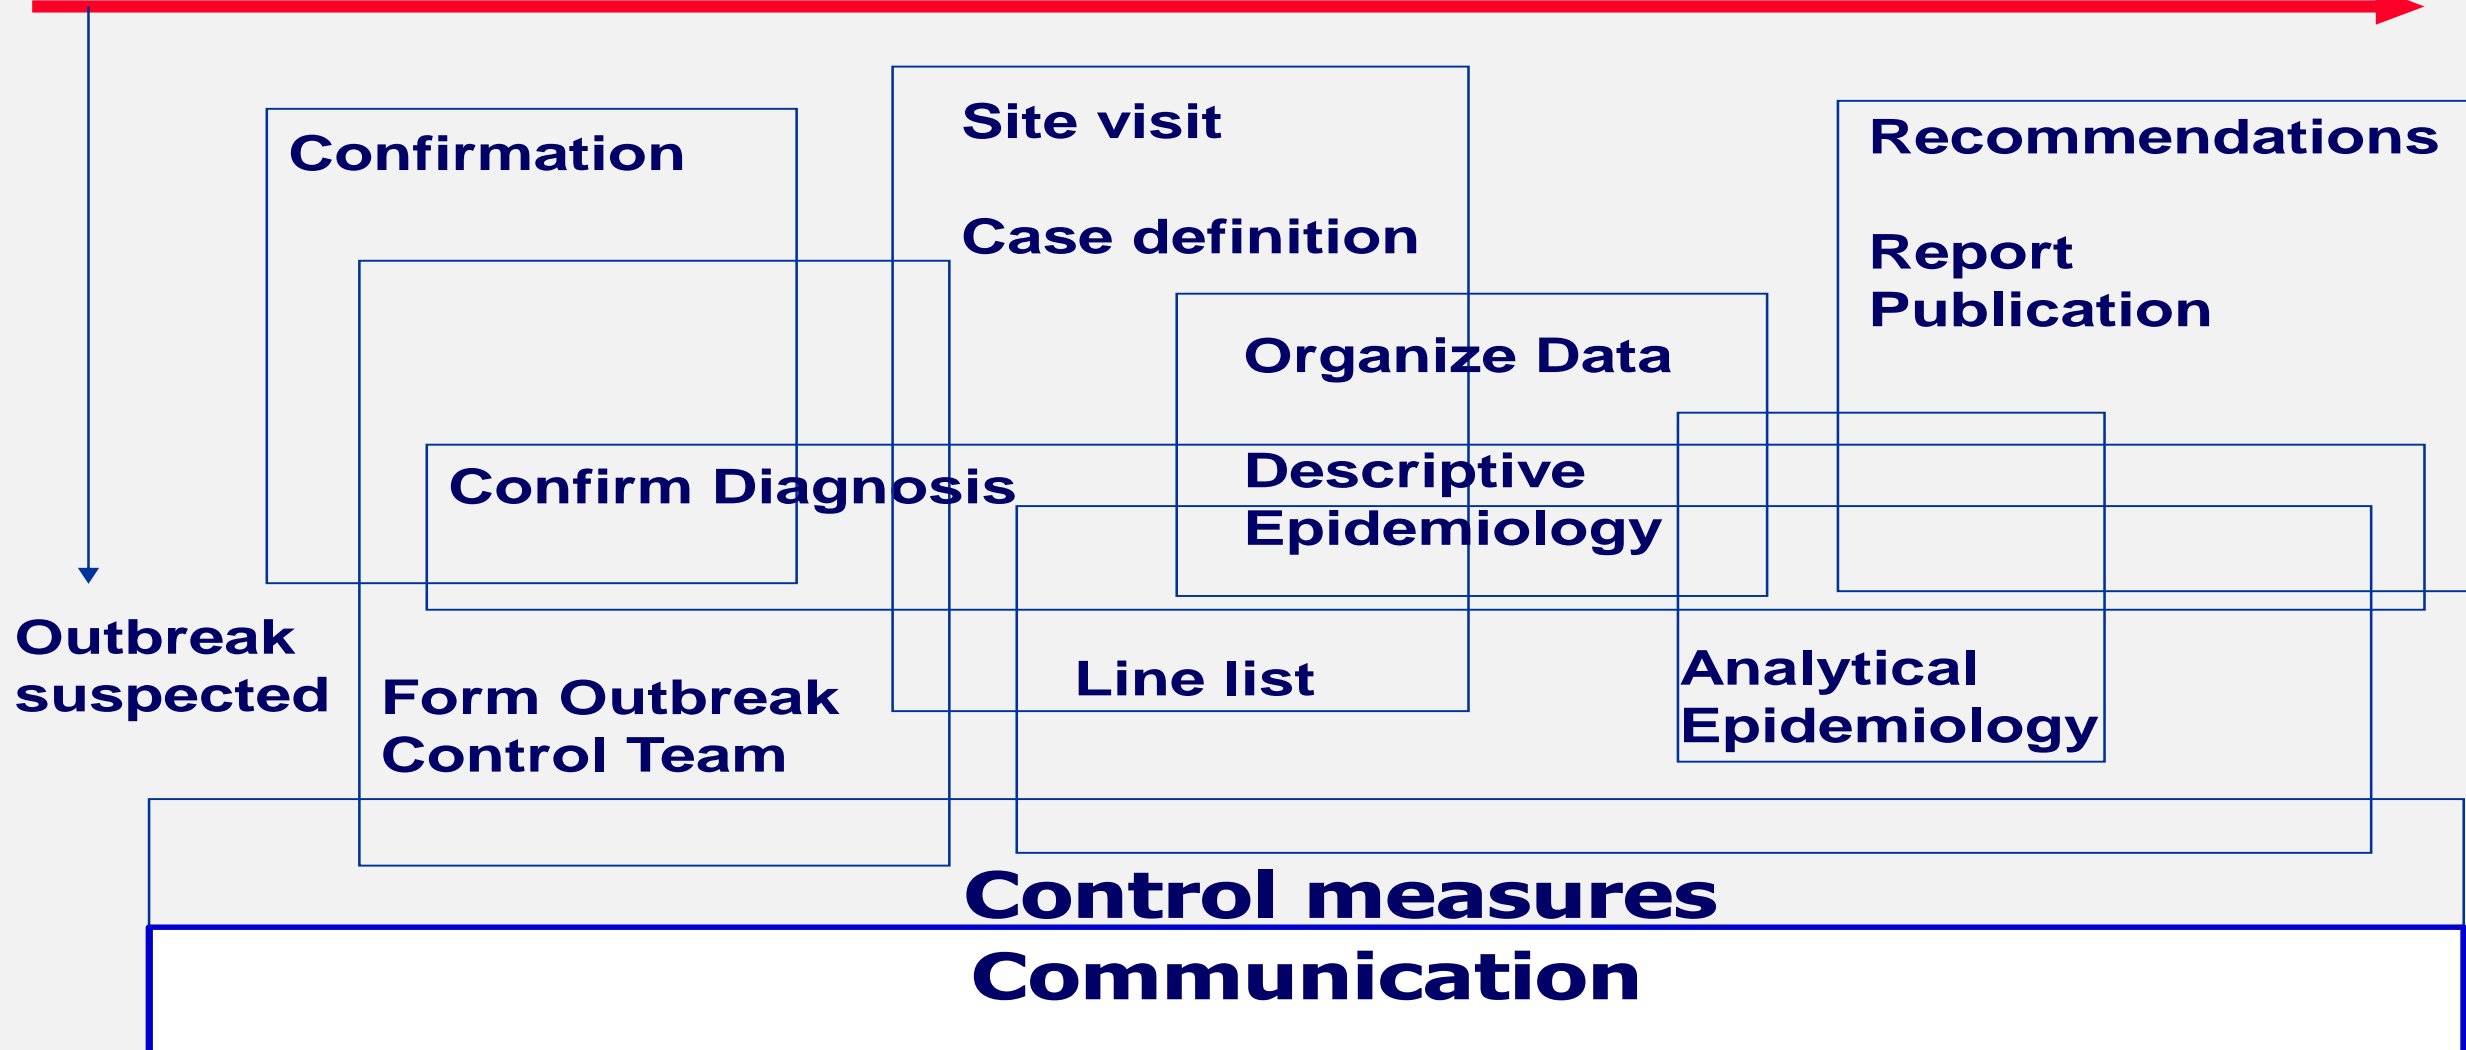 Confirmation
Site visit
Case definition
Recommendations
Report
Publication
Organize Data
Confirm Diagnosis
Descriptive
Epidemiology
Outbreak
suspected
Form Outbreak
Control Team
Line list
Analytical
Epidemiology
Control measures
Communication